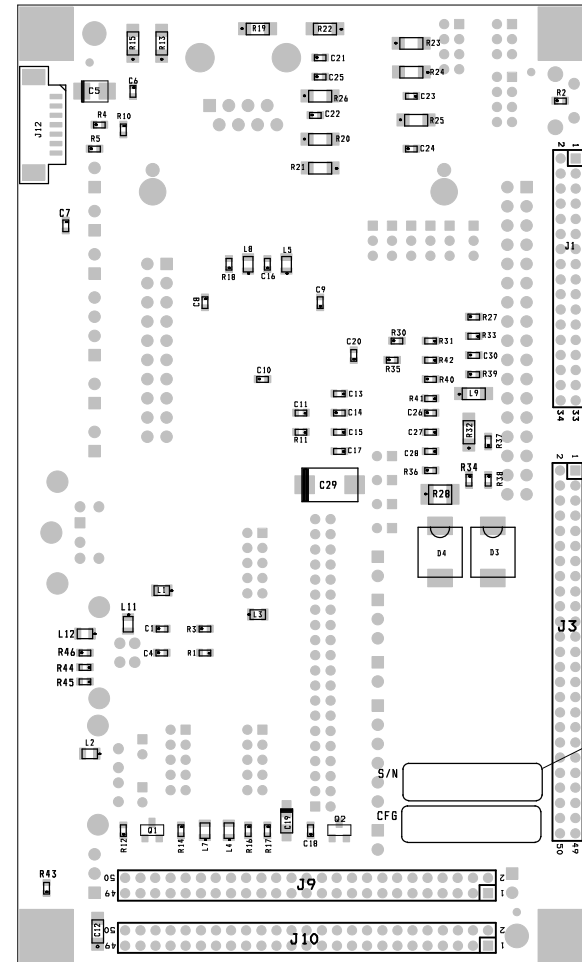 R15
R13
R19
R22
R23
C21
C5
C6
C25
R24
R2
R26
C23
J12
R4
R10
C22
R25
R5
R20
C24
2 1
R21
C7
J1
L8
L5
R18
C16
C8
C9
R27
R30
R31
R33
C20
R35
R42
C30
C10
R40
R39
C13
R41
L9
34 33
C11
C14
C26
R11
C15
C27
R32
R37
C17
C28
2 1
R36
R34
R38
C29
R28
D4
D3
L1
L11
L3
L12
C1
R3
J3
R46
C4
R1
R44
R45
L2
S/N
CFG
R12
Q1
R14
L7
L4
R16
R17
C19
C18
Q2
50 49
R43
50
2
J9
49
1
C12
50
2
J10
49
1